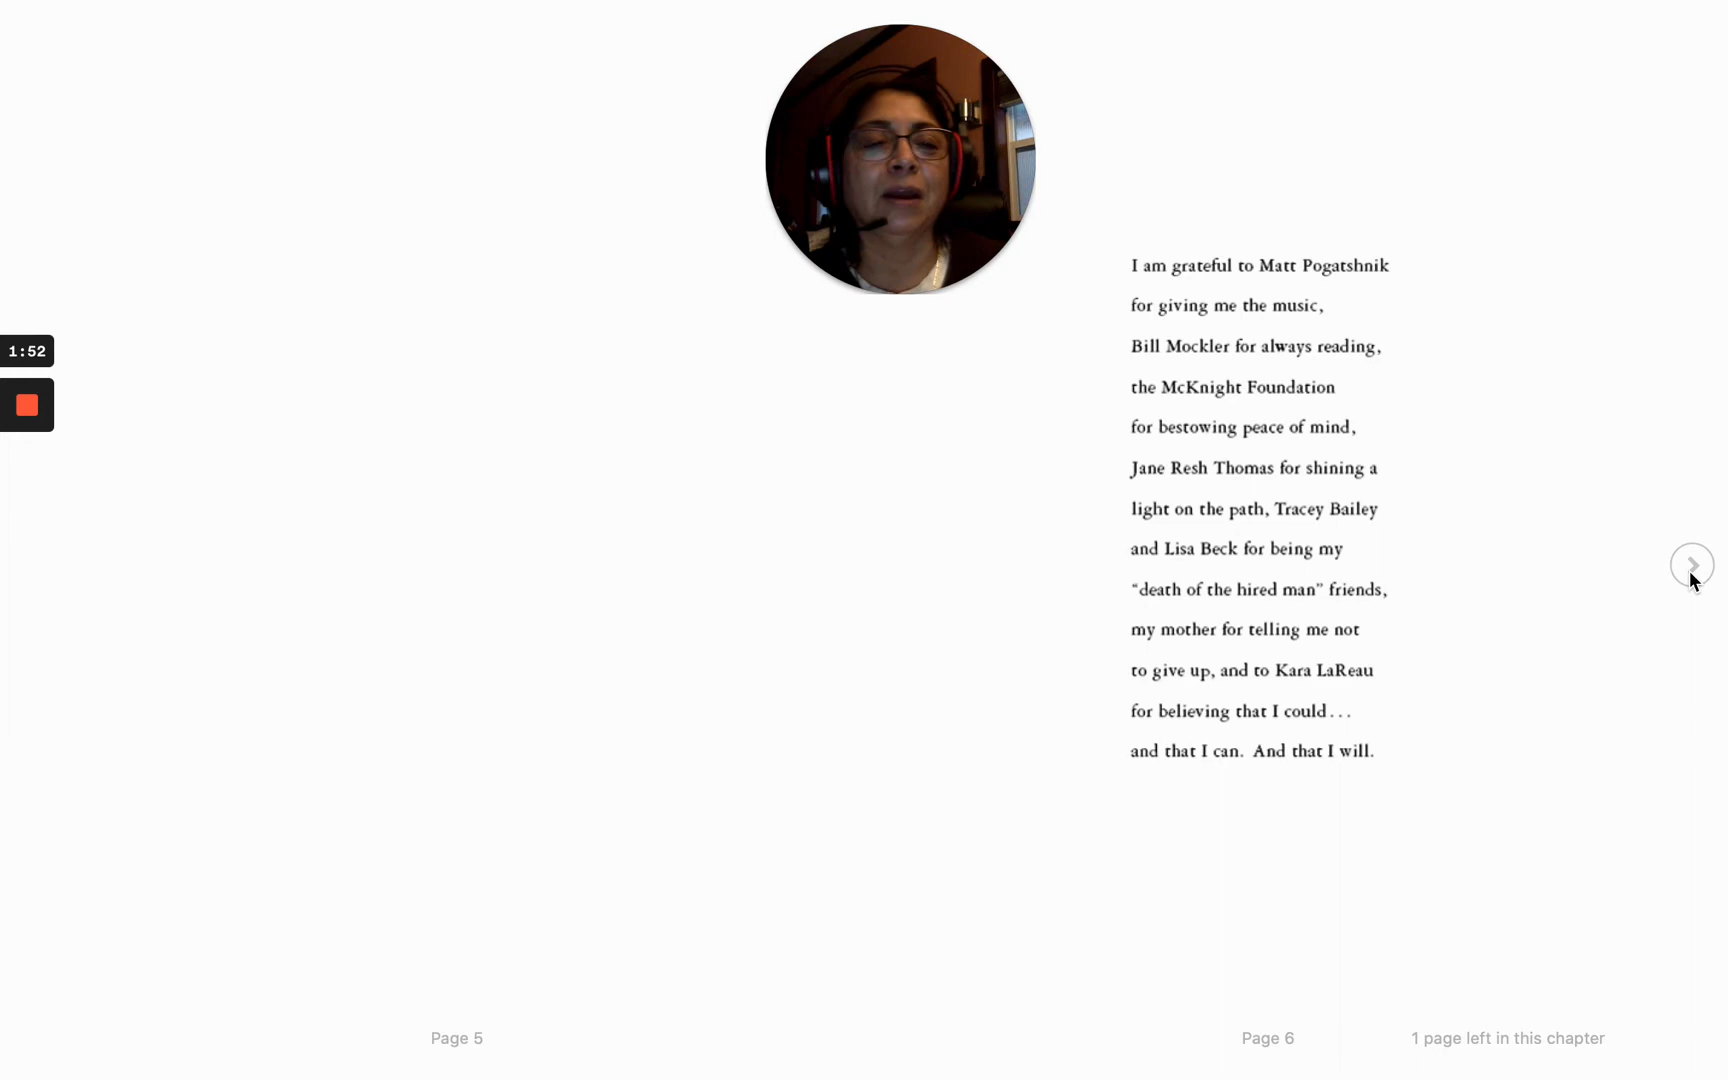 I am grateful to Matt Pogatshnik
for giving me the music,
Bill Mockler for always reading,
the McKnight Foundation
for bestowing peace of mind,
Jane Resh Thomas for shining a
light on the path, Tracey Bailey
and Lisa Beck for being my
“death of the hired man” friends,
my mother for telling me not
to give up, and to Kara LaReau
for believing that I could . . .
and that I can. And that I will.
1:52
Page 5
Page 6
1 page left in this chapter